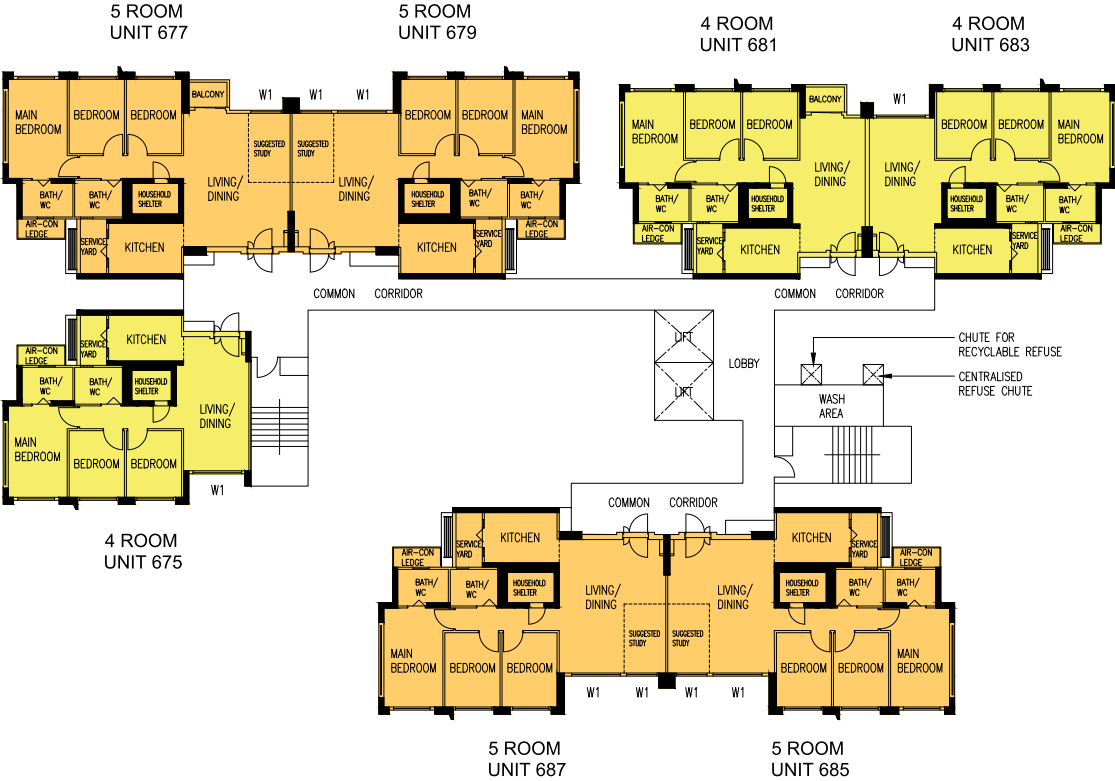 5 ROOM
UNIT 677
5 ROOM
UNIT 679
4 ROOM
UNIT 681
4 ROOM
UNIT 683
MAIN
BEDROOM
BEDROOM
BEDROOM
BALCONY
W1
W1
W1
BEDROOM
BEDROOM
MAIN
BEDROOM
SUGGESTED
STUDY
SUGGESTED
STUDY
LIVING/
DINING
LIVING/
DINING
BATH/
WC
BATH/
WC
HOUSEHOLD
SHELTER
HOUSEHOLD
SHELTER
BATH/
WC
BATH/
WC
AIR-CON
LEDGE
SERVICE
YARD
KITCHEN
KITCHEN
SERVICE
YARD
AIR-CON
LEDGE
MAIN
BEDROOM
BEDROOM
BEDROOM
BALCONY
W1
BEDROOM
BEDROOM
MAIN
BEDROOM
LIVING/
DINING
LIVING/
DINING
BATH/
WC
BATH/
WC
HOUSEHOLD
SHELTER
HOUSEHOLD
SHELTER
BATH/
WC
BATH/
WC
AIR-CON
LEDGE
SERVICE
YARD
KITCHEN
KITCHEN
SERVICE
YARD
AIR-CON
LEDGE
COMMON CORRIDOR
COMMON CORRIDOR
AIR-CON
LEDGE
SERVICE
YARD
KITCHEN
BATH/
WC
BATH/
WC
HOUSEHOLD
SHELTER
LIVING/
DINING
MAIN
BEDROOM
BEDROOM
BEDROOM
W1
4 ROOM
UNIT 675
LIFT
LIFT
LOBBY
CHUTE FOR
RECYCLABLE REFUSE
CENTRALISED
REFUSE CHUTE
WASH
AREA
COMMON CORRIDOR
AIR-CON
LEDGE
SERVICE
YARD
KITCHEN
KITCHEN
SERVICE
YARD
AIR-CON
LEDGE
BATH/
WC
BATH/
WC
HOUSEHOLD
SHELTER
LIVING/
DINING
LIVING/
DINING
HOUSEHOLD
SHELTER
BATH/
WC
BATH/
WC
SUGGESTED
STUDY
SUGGESTED
STUDY
MAIN
BEDROOM
BEDROOM
BEDROOM
BEDROOM
BEDROOM
MAIN
BEDROOM
W1
W1
W1
W1
5 ROOM
UNIT 687
5 ROOM
UNIT 685